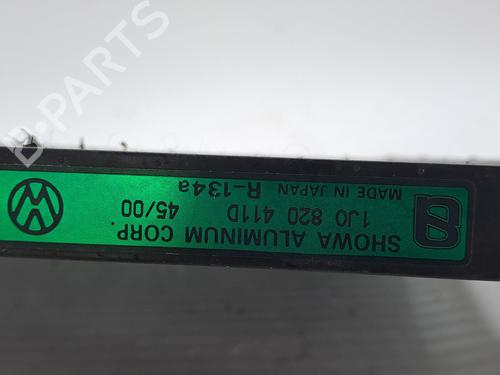 SHOWA ALUMINUM CORP.
1J0 820 411D 45/00
MADE IN JAPAN R-134a
B-PARTS